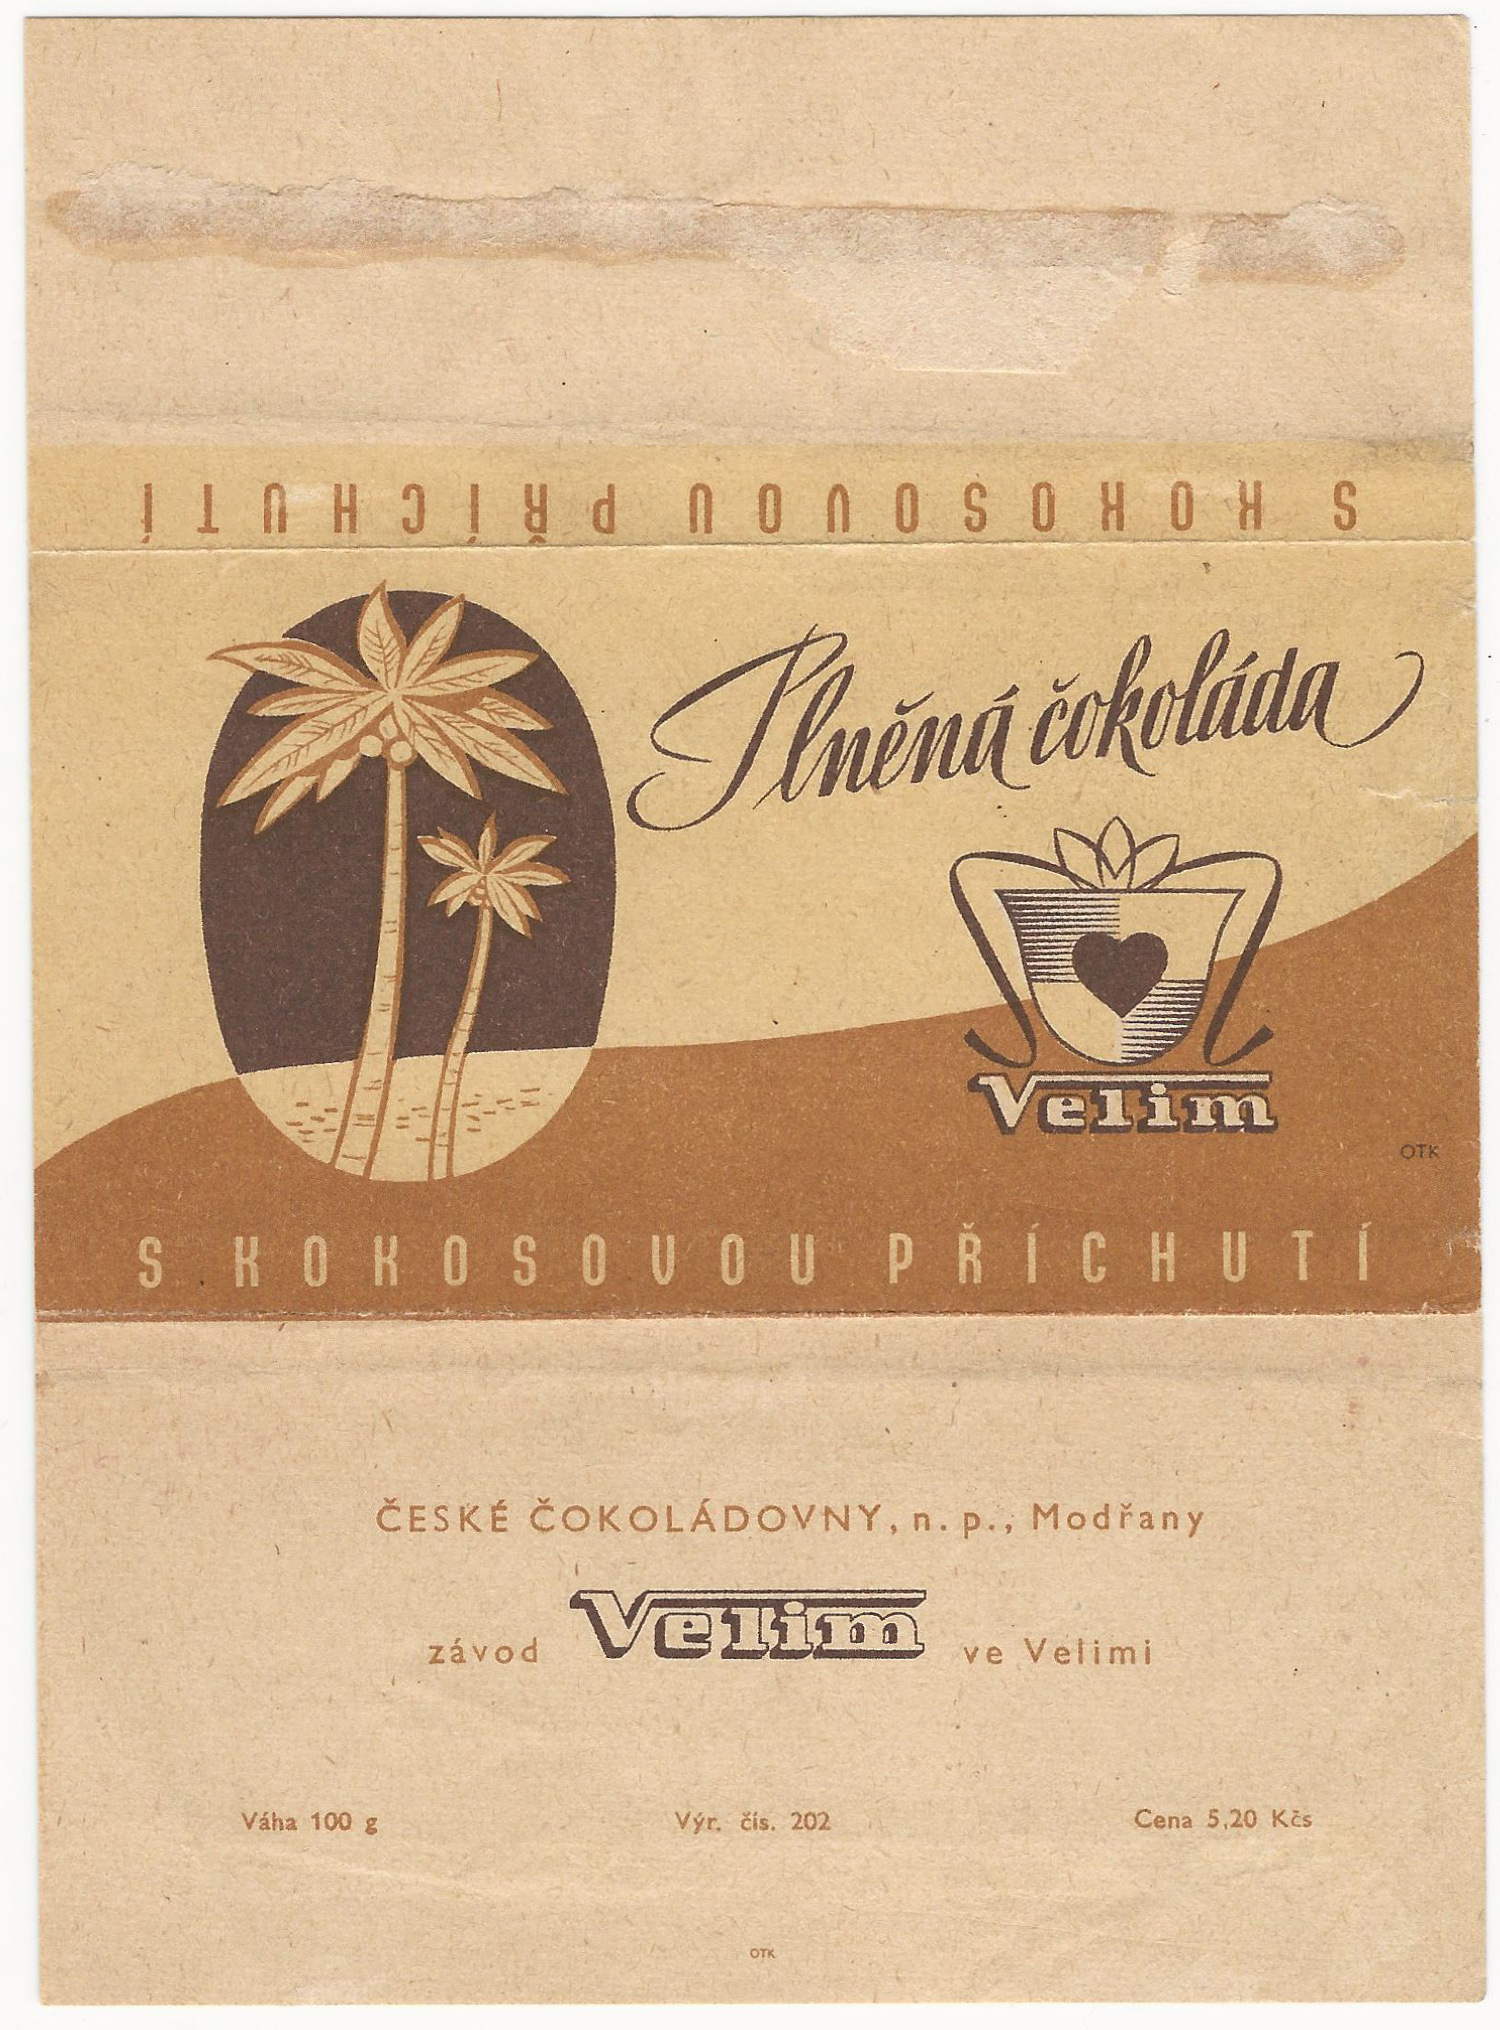 S KOKOSOVOU PŘÍCHUTÍ
Plněná čokoláda
Velim
OTK
S KOKOSOVOU PŘÍCHUTÍ
ČESKÉ ČOKOLÁDOVNY, n. p., Modřany
závod Velim ve Velimi
Váha 100 g Výr. čís. 202 Cena 5,20 Kčs
OTK